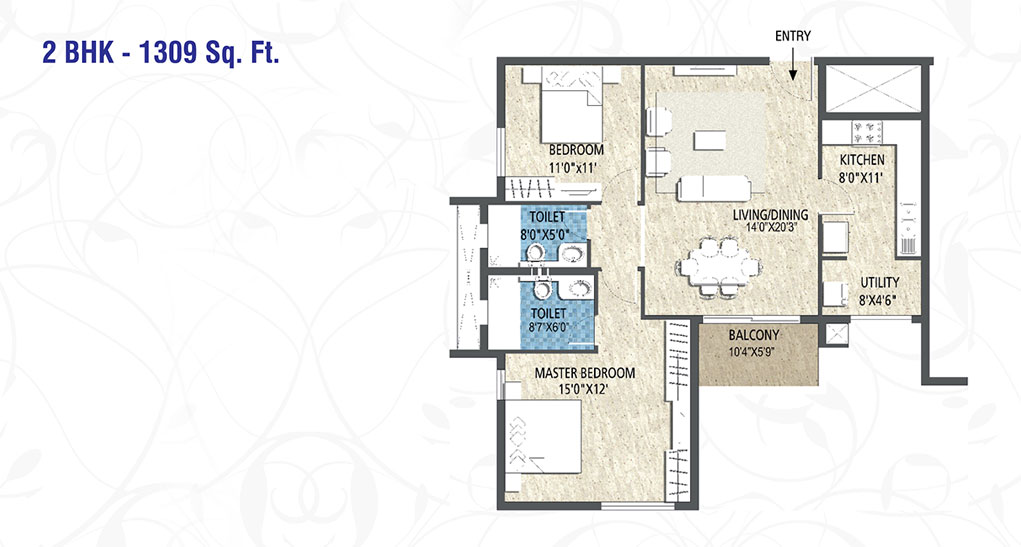 2 BHK - 1309 Sq. Ft.
ENTRY
BEDROOM
11'0"x11'
KITCHEN
8'0"X11'
TOILET
8'0"X5'0"
LIVING/DINING
14'0"X20'3"
UTILITY
8'X4'6"
TOILET
8'7"X6'0"
BALCONY
10'4"X5'9"
MASTER BEDROOM
15'0"X12'